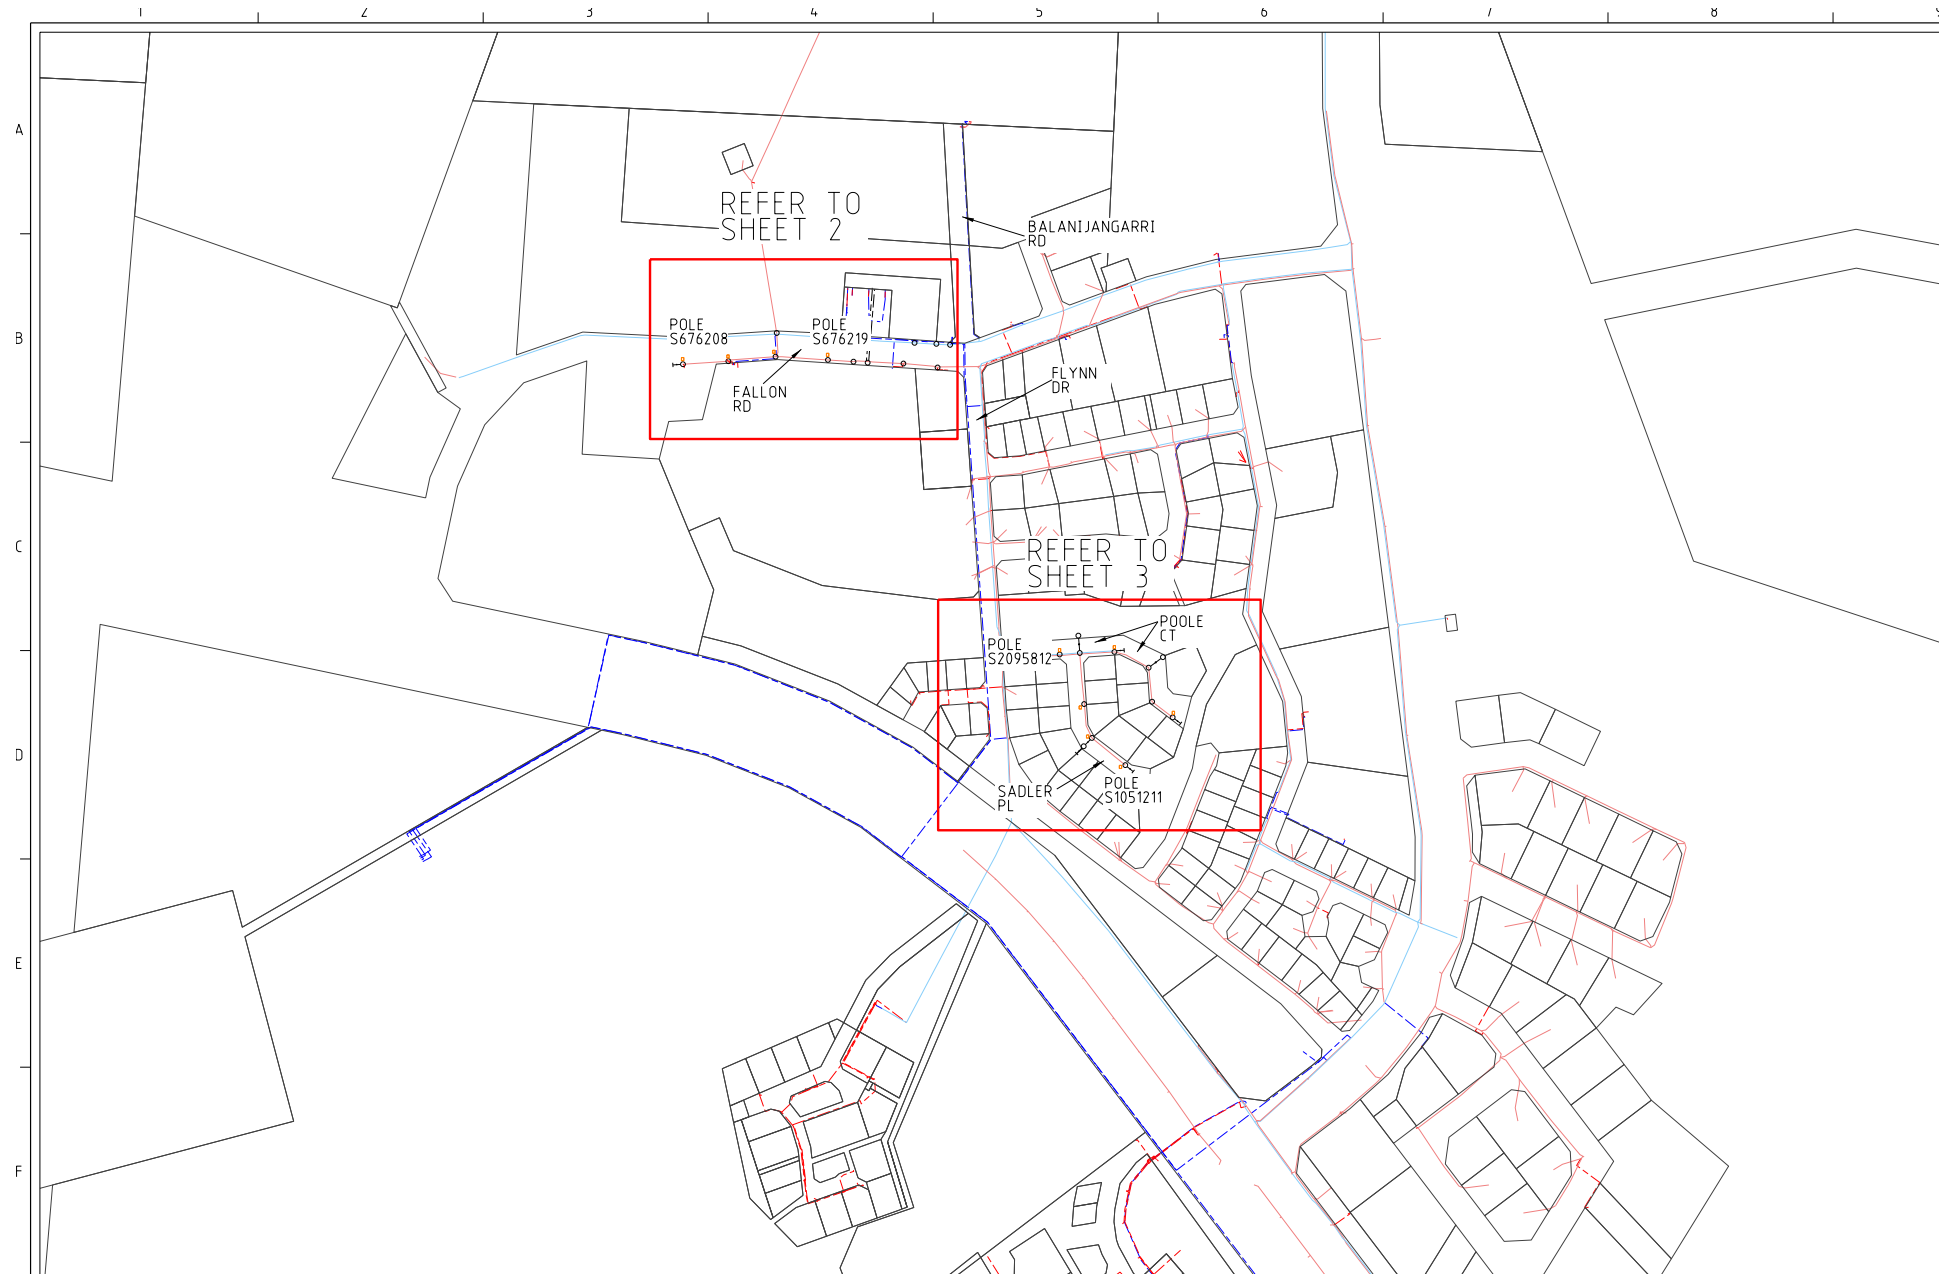 1 2 3 4 5 6 7 8 9
A
REFER TO
SHEET 2
BALANIJANGARRI
RD
B
POLE
S676208
POLE
S676219
FALLON
RD
FLYNN
DR
C
REFER TO
SHEET 3
POOLE
CT
POLE
S2095812
D
SADLER
PL
POLE
S1051211
E
F